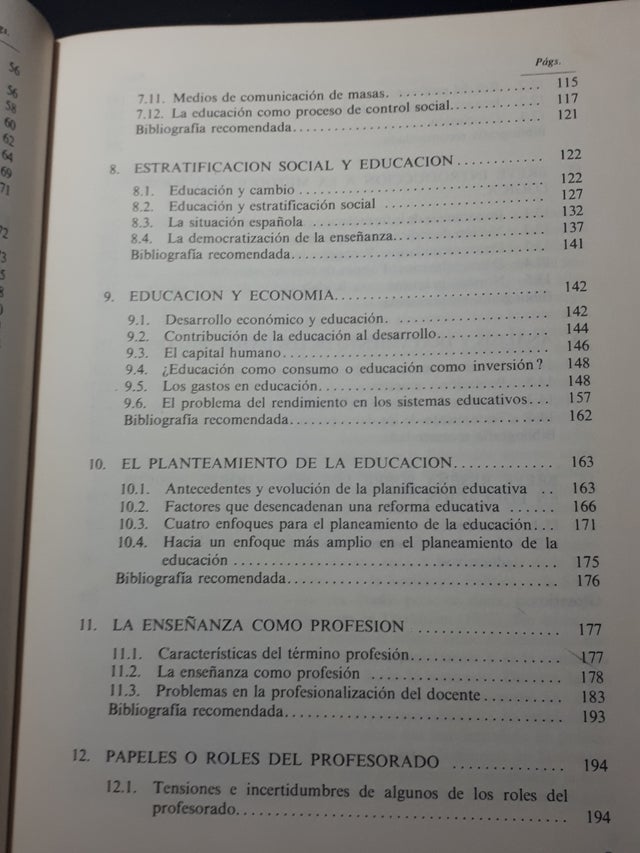 Págs.
7.11. Medios de comunicación de masas. .................... 115
7.12. La educación como proceso de control social.............. 117
Bibliografía recomendada.................................... 121
8. ESTRATIFICACION SOCIAL Y EDUCACION............ 122
8.1. Educación y cambio ................................ 122
8.2. Educación y estratificación social ........................ 127
8.3. La situación española ................................ 132
8.4. La democratización de la enseñanza...................... 137
Bibliografía recomendada.................................... 141
9. EDUCACION Y ECONOMIA.............................. 142
9.1. Desarrollo económico y educación. ...................... 142
9.2. Contribución de la educación al desarrollo................ 144
9.3. El capital humano.................................... 146
9.4. ¿Educación como consumo o educación como inversión? 148
9.5. Los gastos en educación................................ 148
9.6. El problema del rendimiento en los sistemas educativos... 157
Bibliografía recomendada.................................... 162
10. EL PLANTEAMIENTO DE LA EDUCACION............. 163
10.1. Antecedentes y evolución de la planificación educativa .. 163
10.2. Factores que desencadenan una reforma educativa ...... 166
10.3. Cuatro enfoques para el planeamiento de la educación... 171
10.4. Hacia un enfoque más amplio en el planeamiento de la
educación ........................................ 175
Bibliografía recomendada.................................... 176
11. LA ENSEÑANZA COMO PROFESION .................. 177
11.1. Características del término profesión.................... 177
11.2. La enseñanza como profesión ........................ 178
11.3. Problemas en la profesionalización del docente.......... 183
Bibliografía recomendada.................................... 193
12. PAPELES O ROLES DEL PROFESORADO .............. 194
12.1. Tensiones e incertidumbres de algunos de los roles del
profesorado........................................ 194
56
56
58
60
62
64
69
71
72